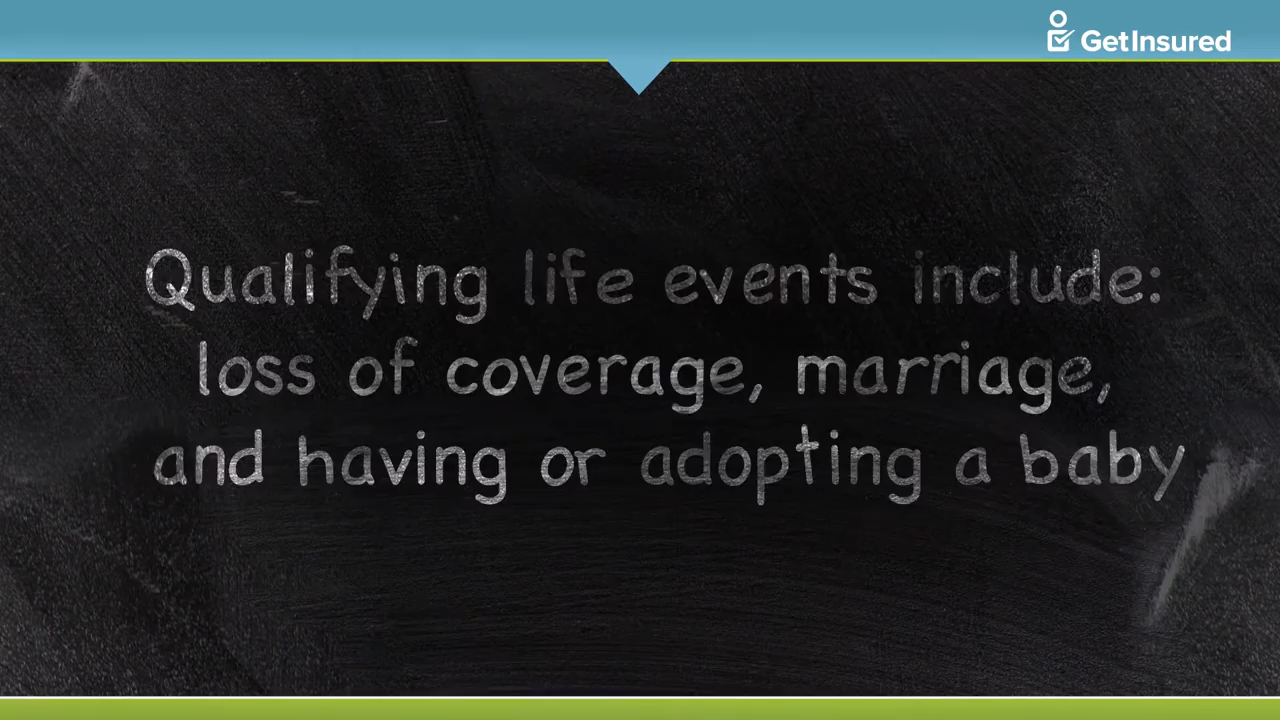 GetInsured
Qualifying life events include:
loss of coverage, marriage,
and having or adopting a baby